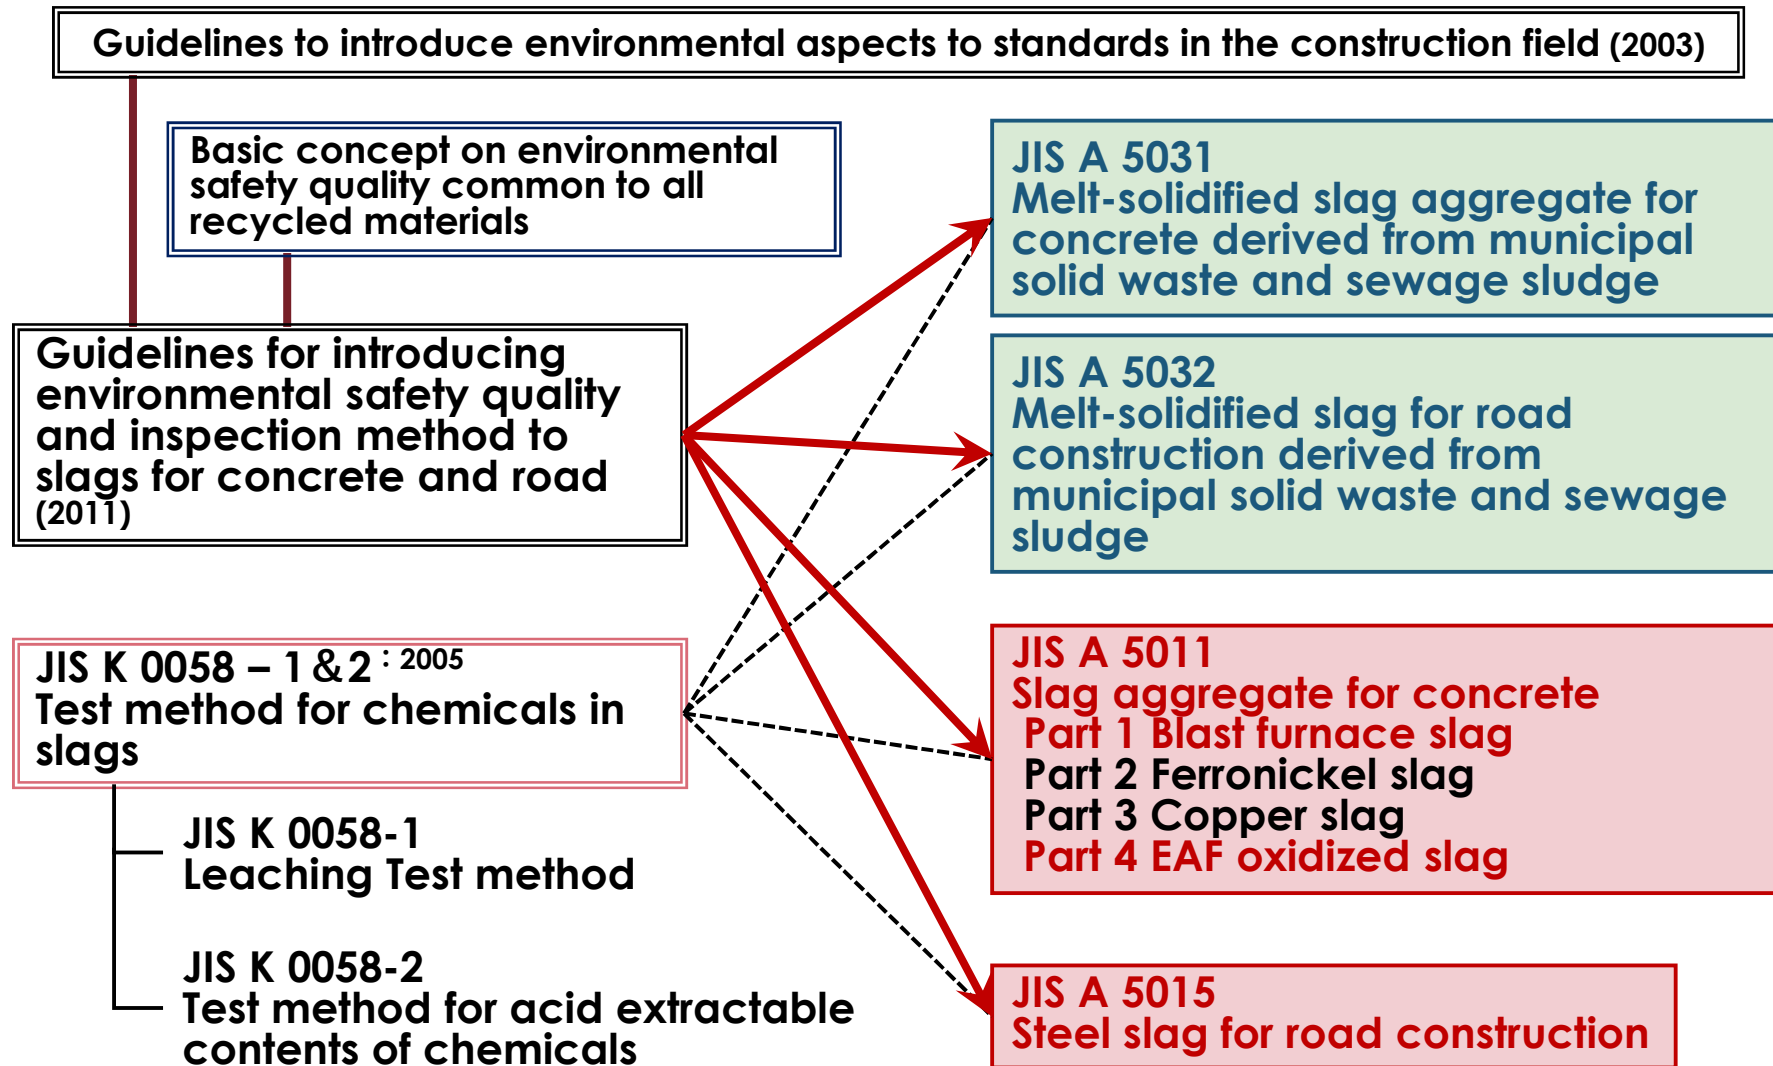 Guidelines to introduce environmental aspects to standards in the construction field (2003)
Basic concept on environmental
safety quality common to all
recycled materials
Guidelines for introducing
environmental safety quality
and inspection method to
slags for concrete and road
(2011)
JIS K 0058 – 1&2 : 2005
Test method for chemicals in
slags
JIS K 0058-1
Leaching Test method
JIS K 0058-2
Test method for acid extractable
contents of chemicals
JIS A 5031
Melt-solidified slag aggregate for
concrete derived from municipal
solid waste and sewage sludge
JIS A 5032
Melt-solidified slag for road
construction derived from
municipal solid waste and sewage
sludge
JIS A 5011
Slag aggregate for concrete
Part 1 Blast furnace slag
Part 2 Ferronickel slag
Part 3 Copper slag
Part 4 EAF oxidized slag
JIS A 5015
Steel slag for road construction